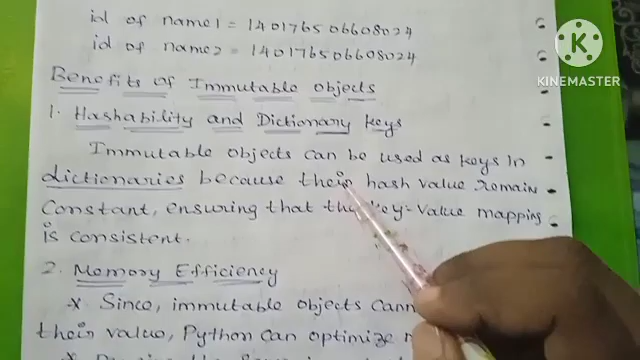 id of name1 = 140176506608024
id of name2 = 140176506608024
KINEMASTER
Benefits of Immutable objects
1. Hashability and Dictionary keys
Immutable objects can be used as keys in
dictionaries because their hash value remain
constant, ensuring that the key-value mapping
is consistent.
2. Memory Efficiency
* Since, immutable objects
their value, Python can optimize